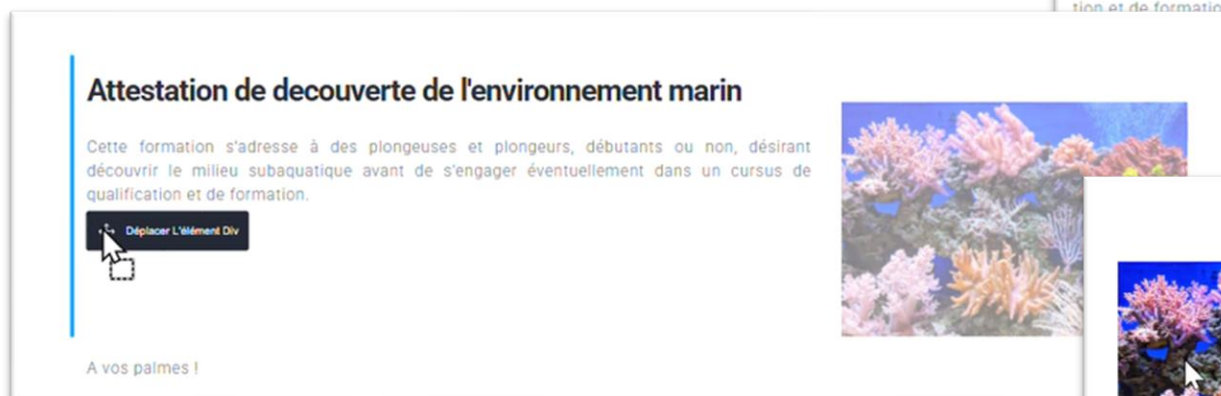 tion et de formatio
Attestation de decouverte de l'environnement marin
Cette formation s'adresse à des plongeuses et plongeurs, débutants ou non, désirant
découvrir le milieu subaquatique avant de s'engager éventuellement dans un cursus de
qualification et de formation.
Déplacer L'élément Div
A vos palmes !